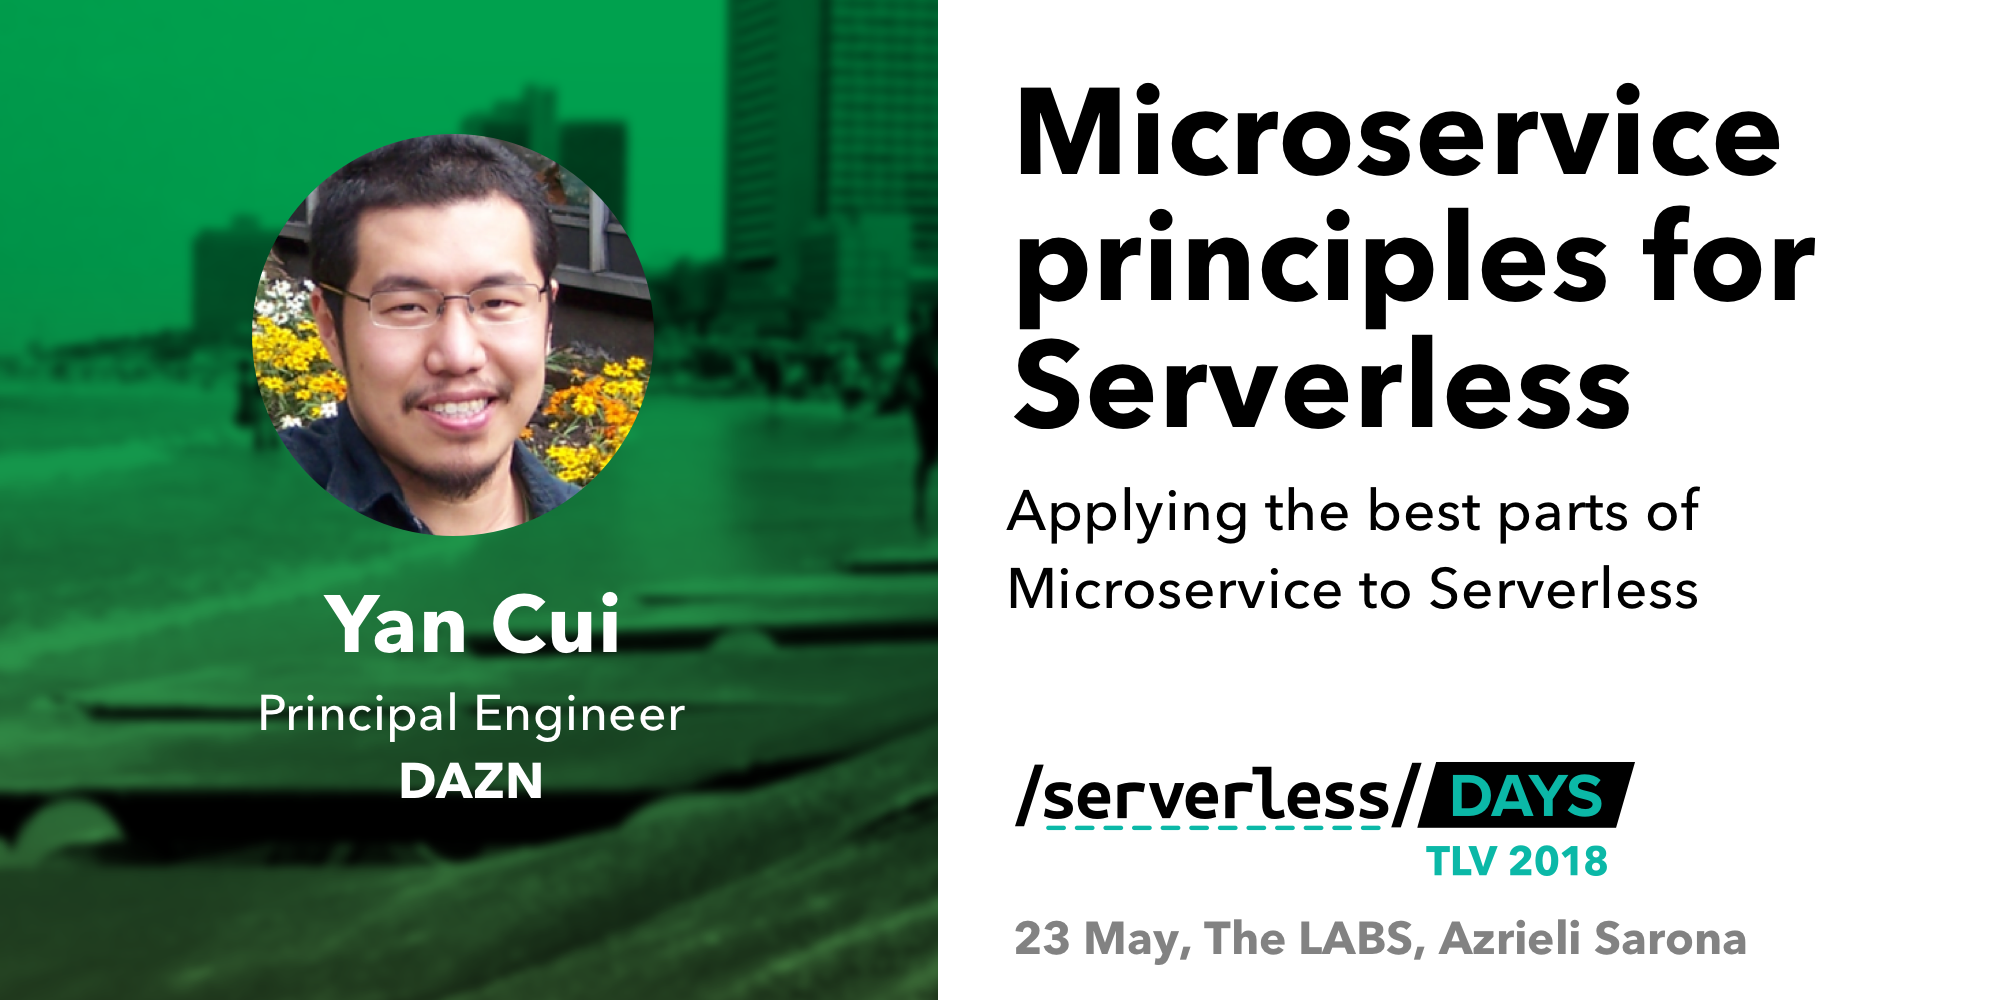 Yan Cui
Principal Engineer
DAZN
Microservice
principles for
Serverless
Applying the best parts of
Microservice to Serverless
/serverless/DAYS
TLV 2018
23 May, The LABS, Azrieli Sarona